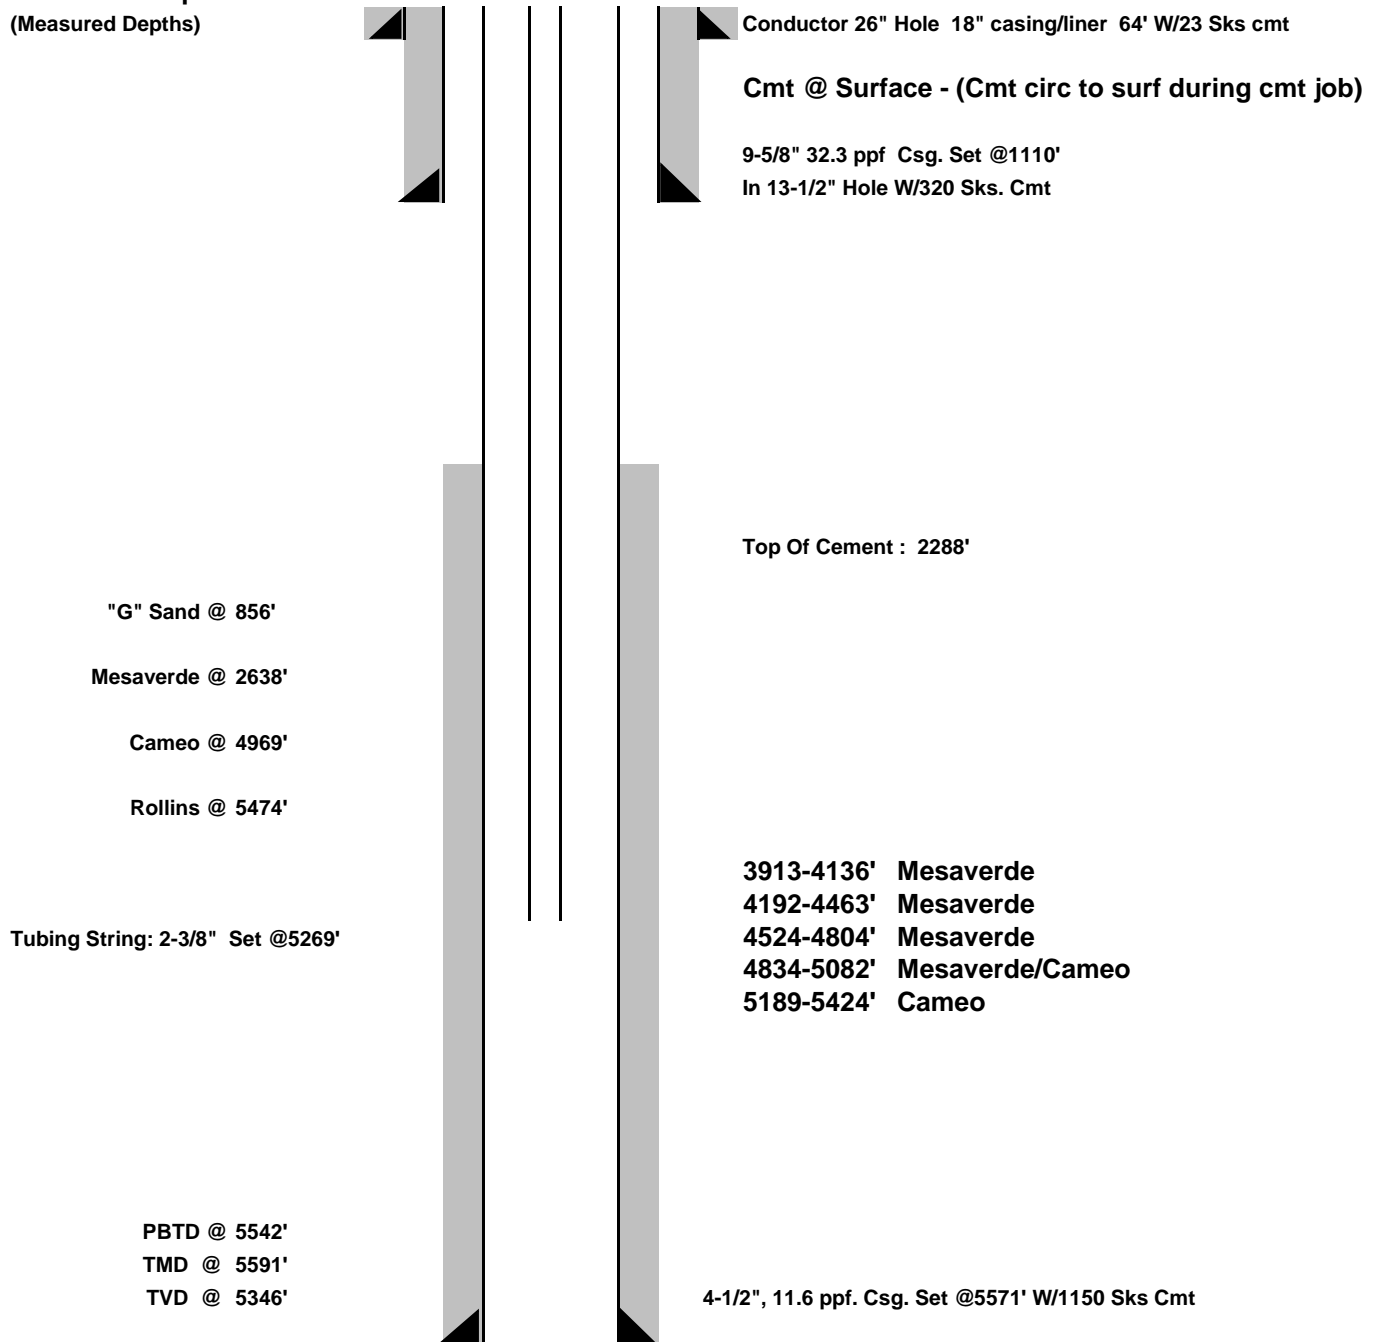 (Measured Depths)
Conductor 26" Hole 18" casing/liner 64' W/23 Sks cmt
Cmt @ Surface - (Cmt circ to surf during cmt job)
9-5/8" 32.3 ppf Csg. Set @1110'
In 13-1/2" Hole W/320 Sks. Cmt
Top Of Cement : 2288'
"G" Sand @ 856'
Mesaverde @ 2638'
Cameo @ 4969'
Rollins @ 5474'
3913-4136' Mesaverde
4192-4463' Mesaverde
4524-4804' Mesaverde
4834-5082' Mesaverde/Cameo
5189-5424' Cameo
Tubing String: 2-3/8" Set @5269'
PBTD @ 5542'
TMD @ 5591'
TVD @ 5346'
4-1/2", 11.6 ppf. Csg. Set @5571' W/1150 Sks Cmt